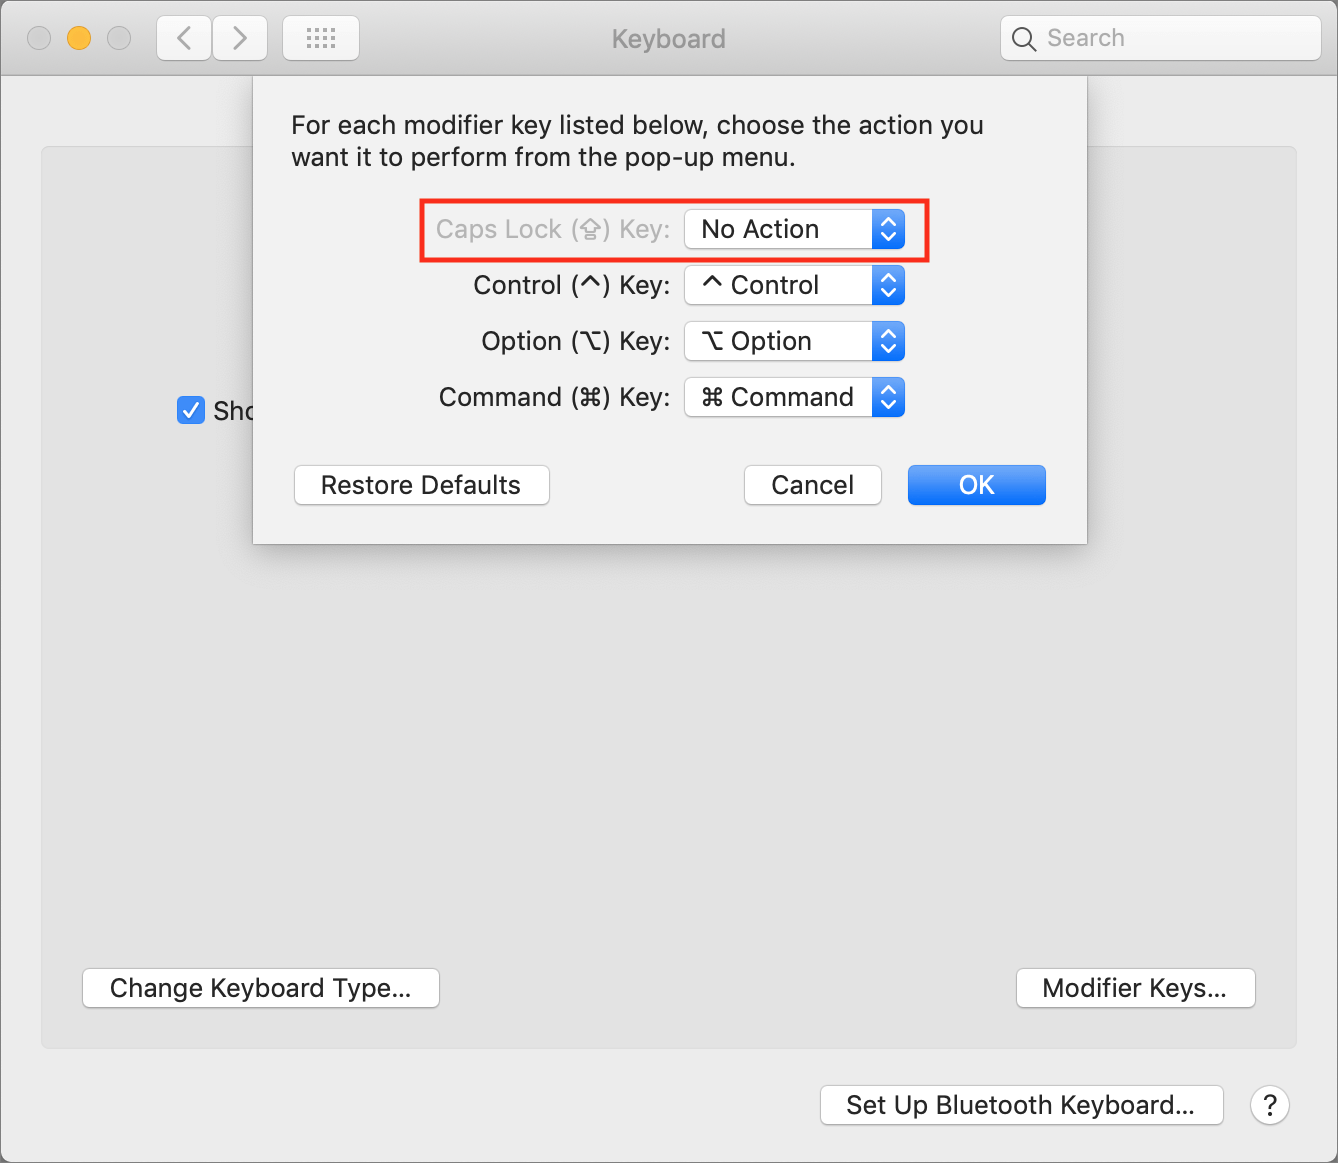 Keyboard
Search
For each modifier key listed below, choose the action you
want it to perform from the pop-up menu.
Caps Lock (⇪) Key: No Action
Control (^) Key: ^ Control
Option (⌥) Key: ⌥ Option
Command (⌘) Key: ⌘ Command
Sho
Restore Defaults Cancel OK
Change Keyboard Type... Modifier Keys...
Set Up Bluetooth Keyboard... ?